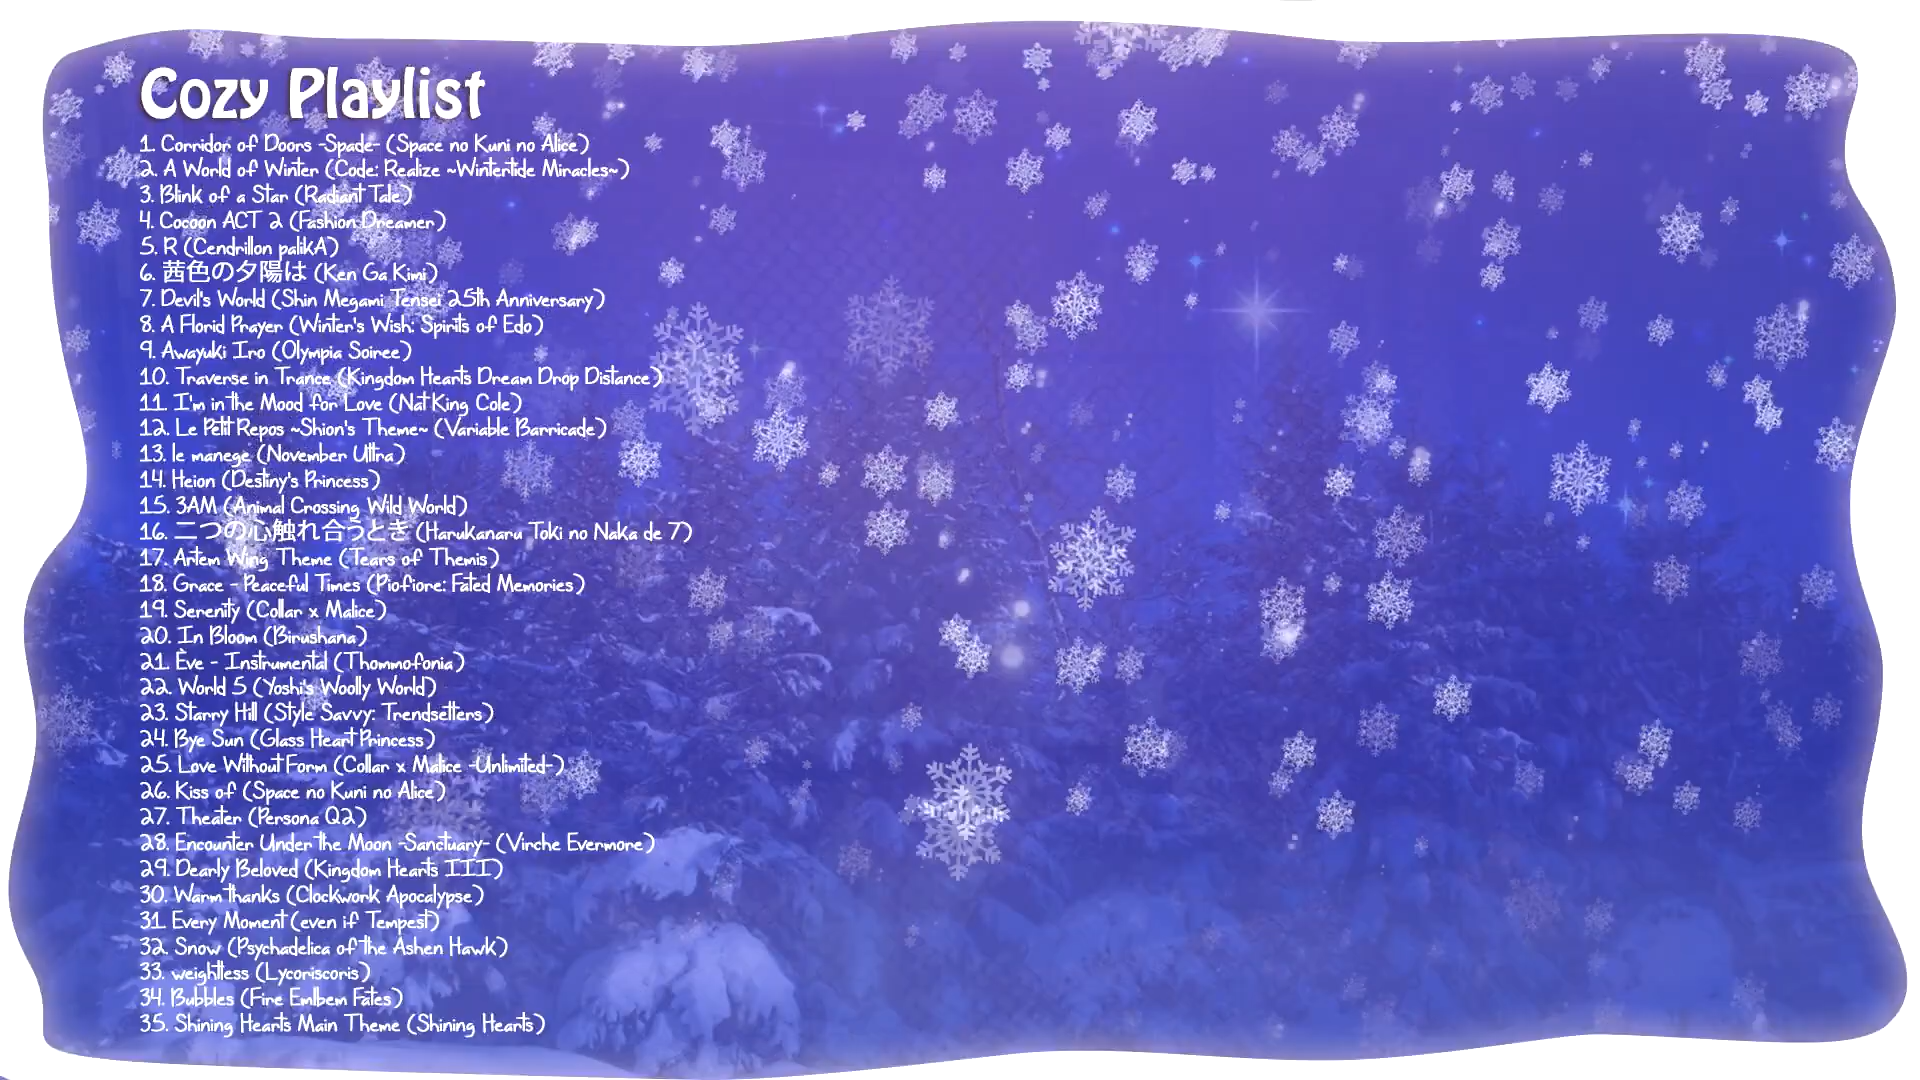 Cozy Playlist
1. Corridor of Doors -Spade- (Space no Kuni no Alice)
2. A World of Winter (Code: Realize ~Wintertide Miracles~)
3. Blink of a Star (Radiant Tale)
4. Cocoon ACT 2 (Fashion Dreamer)
5. R (Cendrillon palikA)
6. 茜色の夕陽は (Ken Ga Kimi)
7. Devil's World (Shin Megami Tensei 25th Anniversary)
8. A Florid Prayer (Winter's Wish: Spirits of Edo)
9. Awayuki Iro (Olympia Soiree)
10. Traverse in Trance (Kingdom Hearts Dream Drop Distance)
11. I'm in the Mood for Love (Nat King Cole)
12. Le Petit Repos ~Shion's Theme~ (Variable Barricade)
13. le manege (November Ultra)
14. Heion (Destiny's Princess)
15. 3AM (Animal Crossing Wild World)
16. 二つの心触れ合うとき (Harukanaru Toki no Naka de 7)
17. Artem Wing Theme (Tears of Themis)
18. Grace - Peaceful Times (Piofiore: Fated Memories)
19. Serenity (Collar x Malice)
20. In Bloom (Birushana)
21. Ève - Instrumental (Thommofonia)
22. World 5 (Yoshi's Woolly World)
23. Starry Hill (Style Savvy: Trendsetters)
24. Bye Sun (Glass Heart Princess)
25. Love Without Form (Collar x Malice -Unlimited-)
26. Kiss of (Space no Kuni no Alice)
27. Theater (Persona Q2)
28. Encounter Under the Moon -Sanctuary- (Virche Evermore)
29. Dearly Beloved (Kingdom Hearts III)
30. Warm thanks (Clockwork Apocalypse)
31. Every Moment (even if Tempest)
32. Snow (Psychadelica of the Ashen Hawk)
33. weightless (Lycoriscoris)
34. Bubbles (Fire Emlbem Fates)
35. Shining Hearts Main Theme (Shining Hearts)